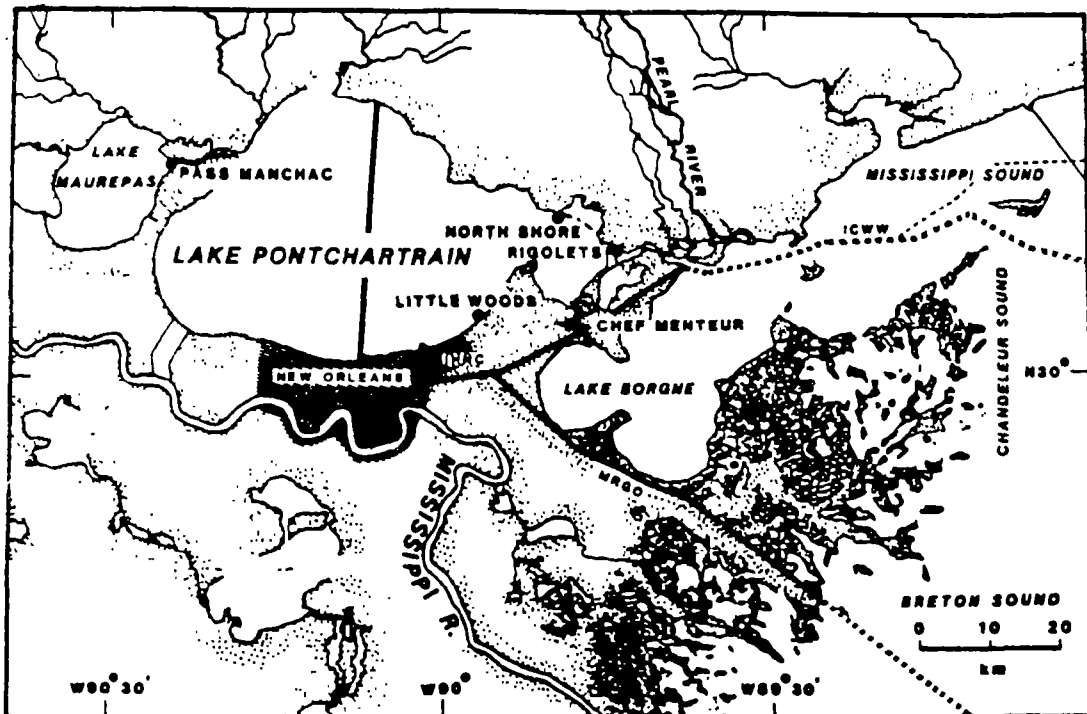 PEARL
RIVER
LAKE
MAUREPAS
PASS MANCHAC
MISSISSIPPI SOUND
NORTH SHORE
ICWW
LAKE PONTCHARTRAIN
RIGOLETS
LITTLE WOODS
CHEF MENTEUR
CHANDELEUR SOUND
NEW ORLEANS
LAKE BORGNE
N30°
MRGO
MISSISSIPPI R.
BRETON SOUND
0 10 20
km
W90° 30'
W90°
W89° 30'